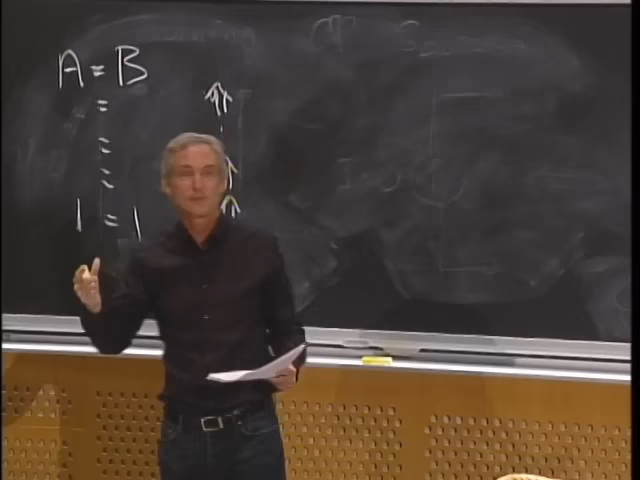 A = B
=
=
=
1 = 1